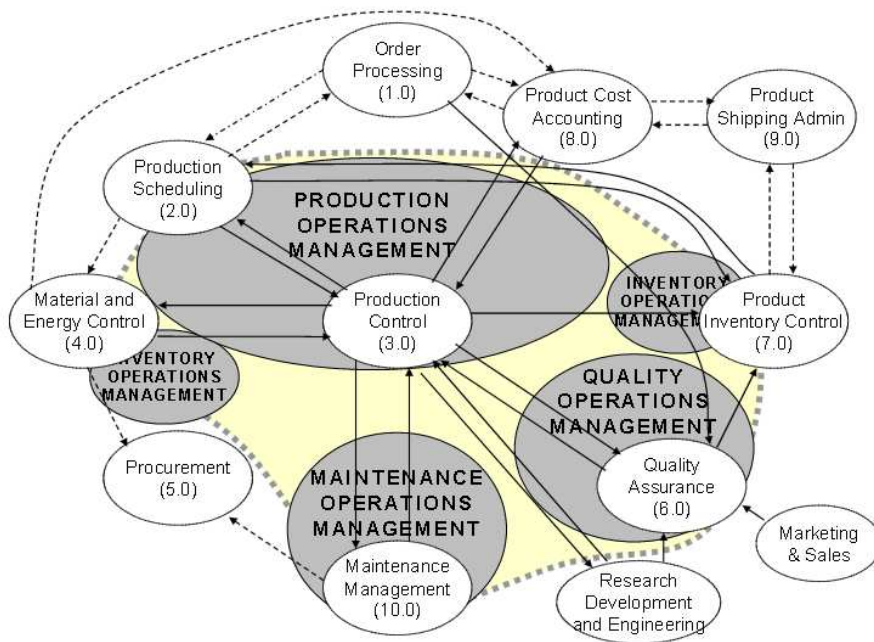 Order
Processing
(1.0)
Product Cost
Accounting
(8.0)
Product
Shipping Admin
(9.0)
Production
Scheduling
(2.0)
PRODUCTION
OPERATIONS
MANAGEMENT
Material and
Energy Control
(4.0)
Production
Control
(3.0)
INVENTORY
OPERATION
MANAGEM
Product
Inventory Control
(7.0)
INVENTORY
OPERATIONS
MANAGEMENT
QUALITY
OPERATIONS
MANAGEMENT
Procurement
(5.0)
MAINTENANCE
OPERATIONS
MANAGEMENT
Quality
Assurance
(6.0)
Marketing
& Sales
Maintenance
Management
(10.0)
Research
Development
and Engineering